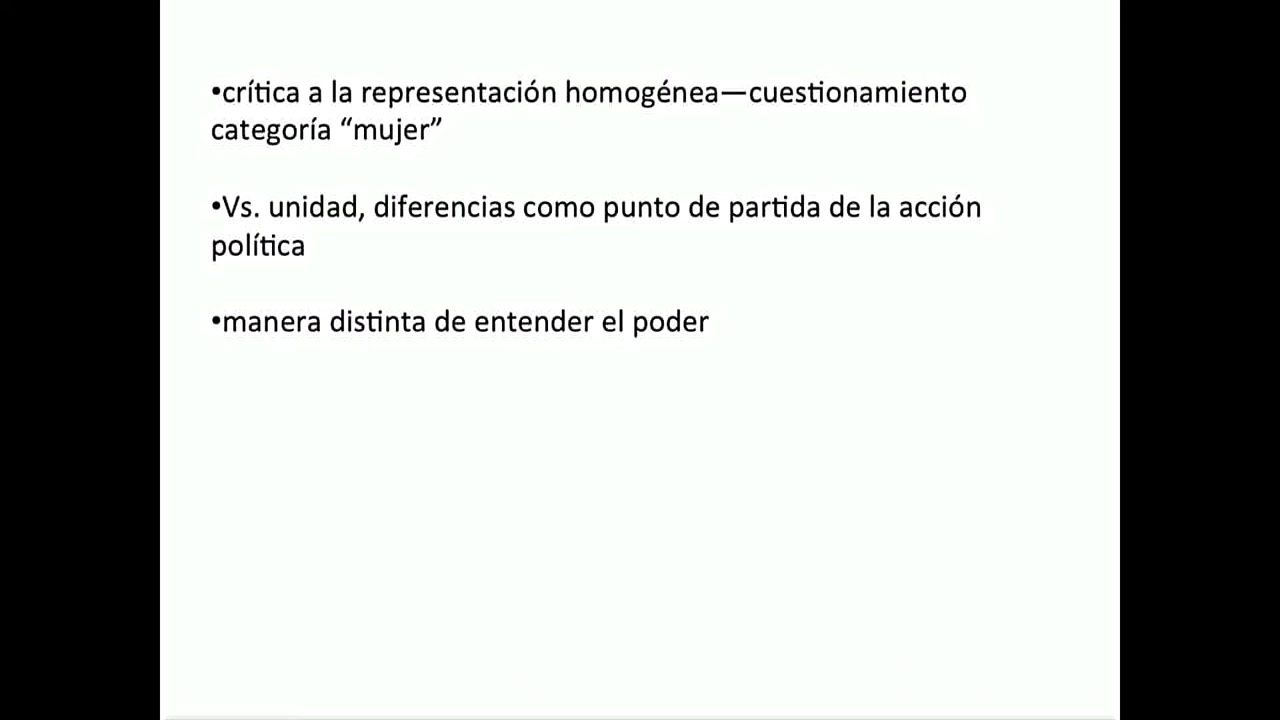 •crítica a la representación homogénea—cuestionamiento
categoría “mujer”
•Vs. unidad, diferencias como punto de partida de la acción
política
•manera distinta de entender el poder